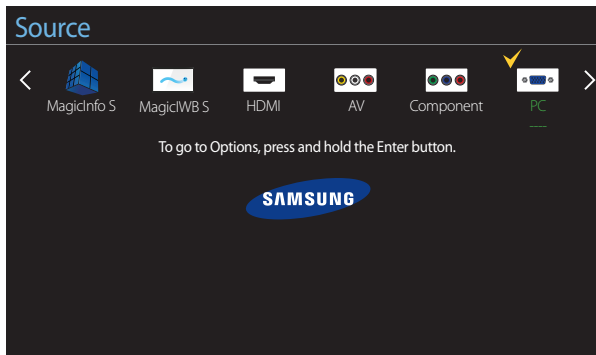 Source
MagicInfo S
MagicIWB S
HDMI
AV
Component
PC
----
To go to Options, press and hold the Enter button.
SAMSUNG